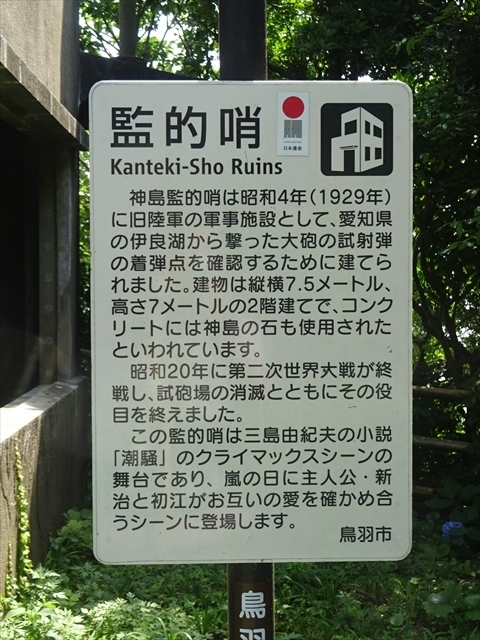 監的哨
日本遺産
Kanteki-Sho Ruins
神島監的哨は昭和4年(1929年)
に旧陸軍の軍事施設として、愛知県
の伊良湖から撃った大砲の試射弾
の着弾点を確認するために建てら
れました。建物は縦横7.5メートル、
高さ7メートルの2階建てで、コンク
リートには神島の石も使用された
といわれています。
昭和20年に第二次世界大戦が終
戦し、試砲場の消滅とともにその役
目を終えました。
この監的哨は三島由紀夫の小説
「潮騒」のクライマックスシーンの
舞台であり、嵐の日に主人公・新
治と初江がお互いの愛を確かめ合
うシーンに登場します。
鳥羽市
鳥羽